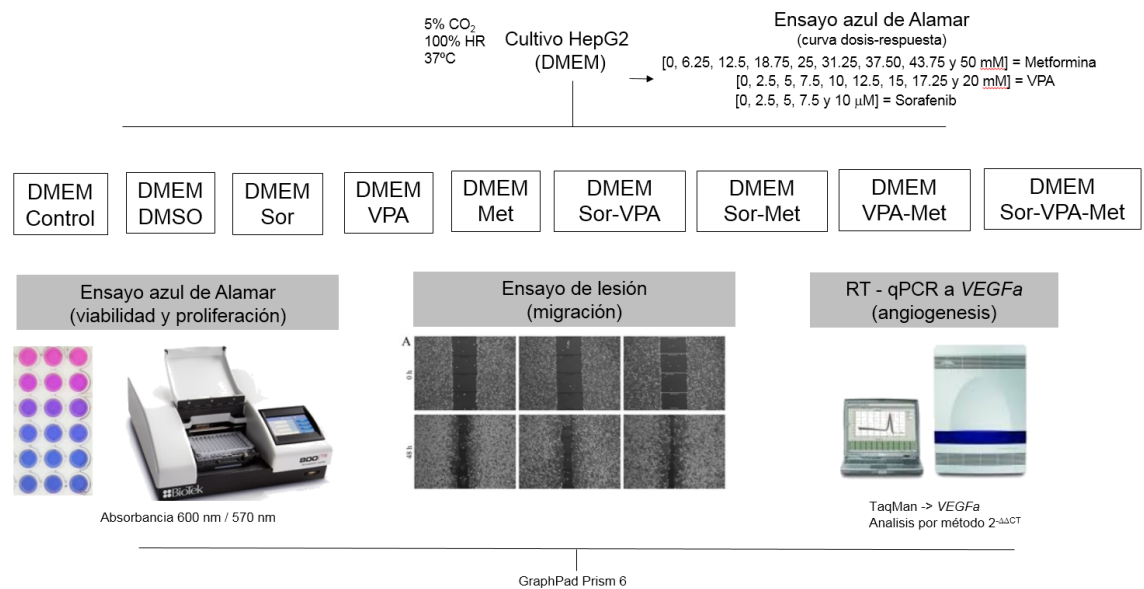 5% CO2
100% HR
37ºC
Cultivo HepG2
(DMEM)
Ensayo azul de Alamar
(curva dosis-respuesta)
[0, 6.25, 12.5, 18.75, 25, 31.25, 37.50, 43.75 y 50 mM] = Metformina
[0, 2.5, 5, 7.5, 10, 12.5, 15, 17.25 y 20 mM] = VPA
[0, 2.5, 5, 7.5 y 10 µM] = Sorafenib
DMEM
Control
DMEM
DMSO
DMEM
Sor
DMEM
VPA
DMEM
Met
DMEM
Sor-VPA
DMEM
Sor-Met
DMEM
VPA-Met
DMEM
Sor-VPA-Met
Ensayo azul de Alamar
(viabilidad y proliferación)
Ensayo de lesión
(migración)
RT - qPCR a VEGFa
(angiogenesis)
A
0 h
48 h
800
BioTek
Absorbancia 600 nm / 570 nm
TaqMan -> VEGFa
Analisis por método 2-ΔΔCT
GraphPad Prism 6